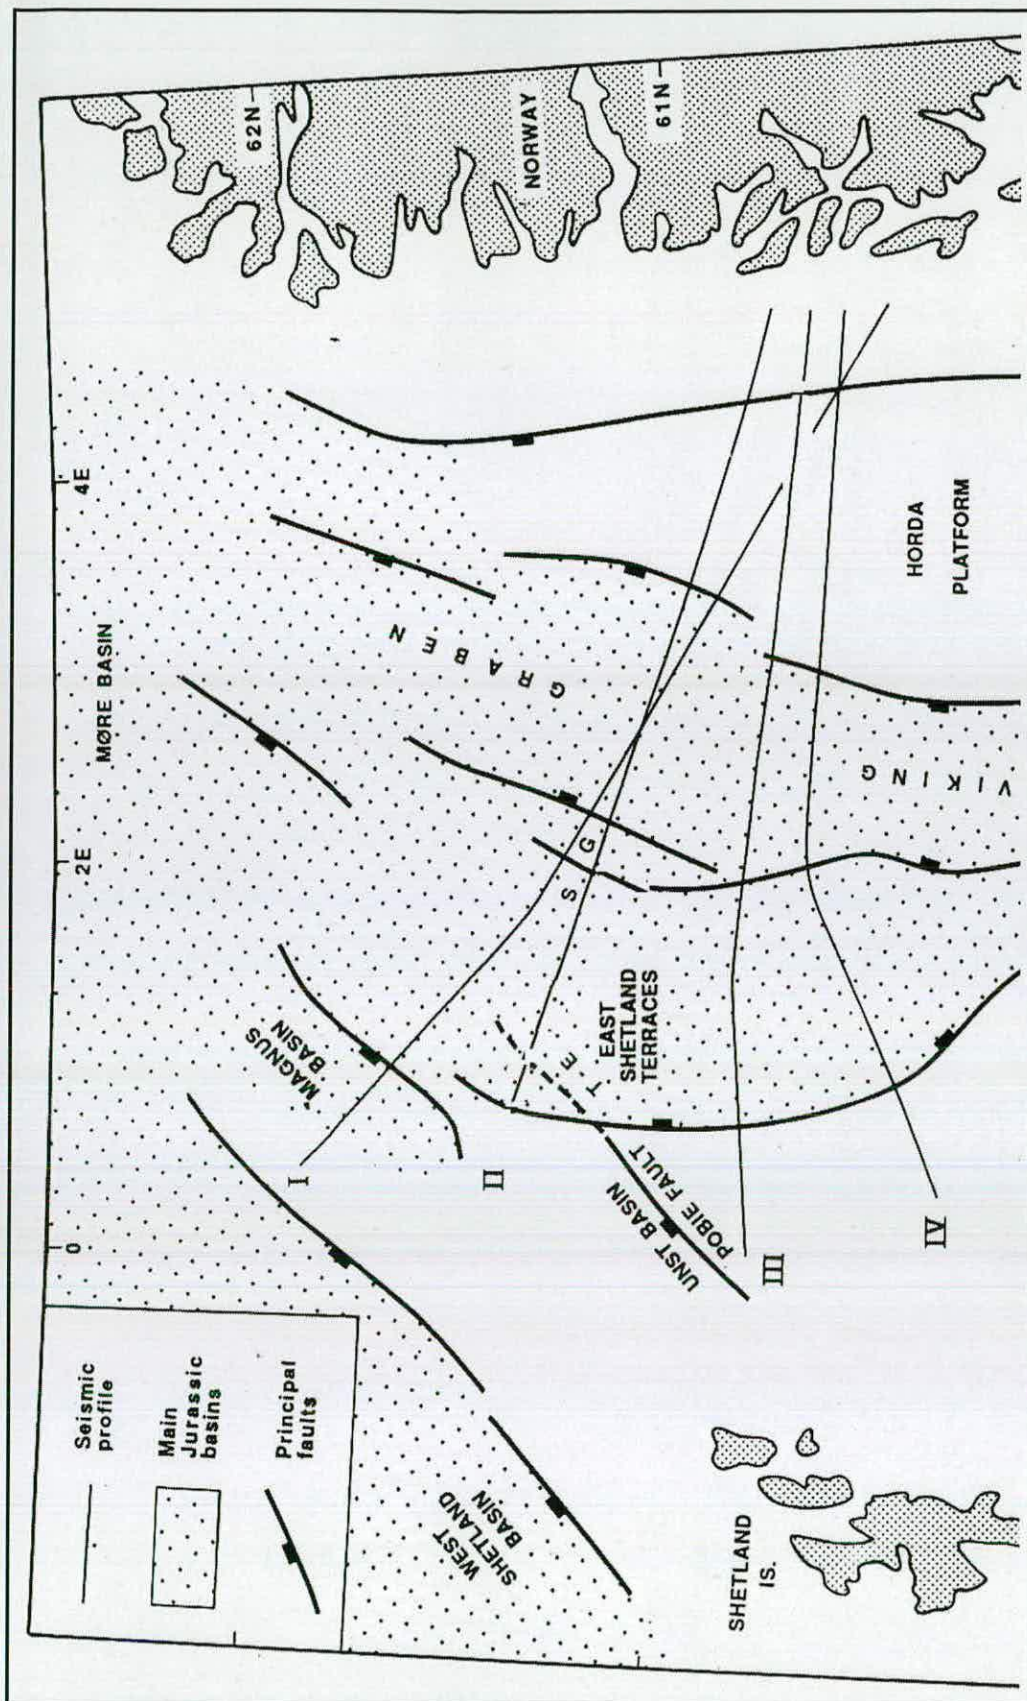 Seismic
profile
Main
Jurassic
basins
Principal
faults
0
2E
4E
MØRE BASIN
62N
NORWAY
61N
WEST
SHETLAND
BASIN
MAGNUS
BASIN
GRABEN
S G
I
II
T-E
EAST
SHETLAND
TERRACES
UNST BASIN
POBIE FAULT
III
IV
VIKING
HORDA
PLATFORM
SHETLAND
IS.